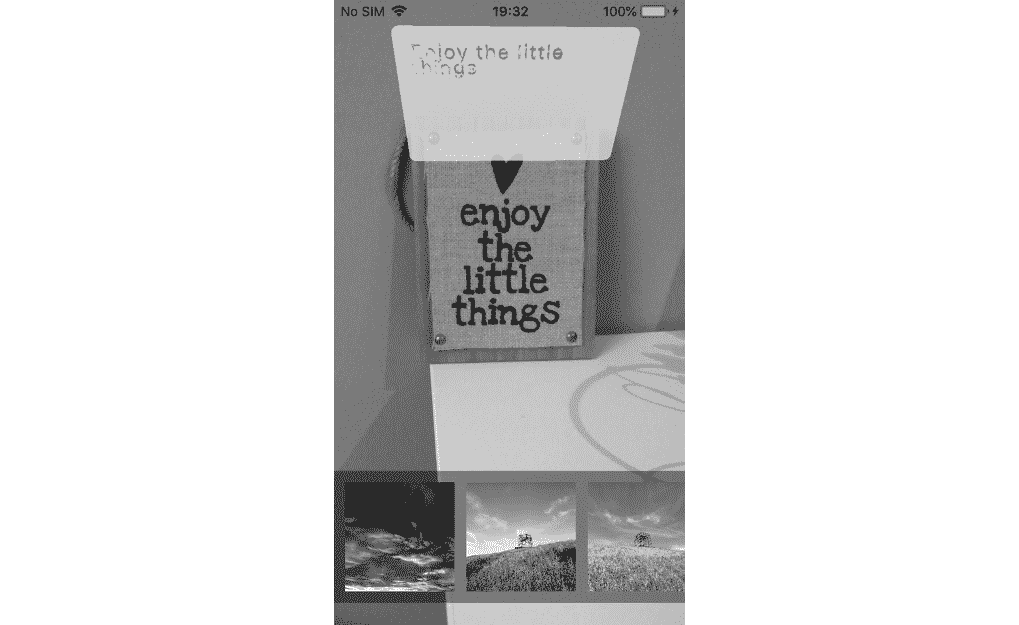 No SIM 19:32 100%
Enjoy the little
things
enjoy
the
little
things